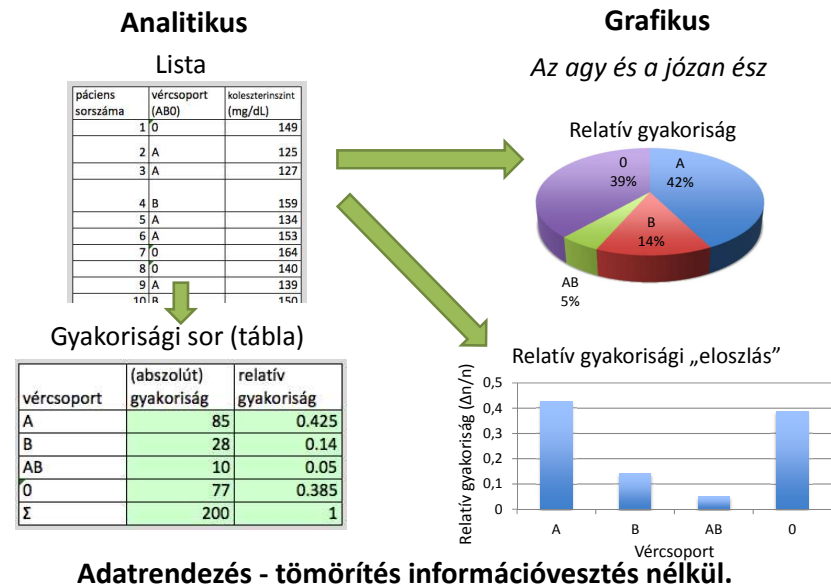 Analitikus
Lista
páciens sorszáma vércsoport (AB0) koleszterinszint (mg/dL)
1 0 149
2 A 125
3 A 127
4 B 159
5 A 134
6 A 153
7 0 164
8 0 140
9 A 139
10 B 150
Gyakorisági sor (tábla)
vércsoport (abszolút) gyakoriság relatív gyakoriság
A 85 0.425
B 28 0.14
AB 10 0.05
0 77 0.385
Σ 200 1
Grafikus
Az agy és a józan ész
Relatív gyakoriság
0 39%
A 42%
B 14%
AB 5%
Relatív gyakorisági „eloszlás”
Relatív gyakoriság (Δn/n)
0,5
0,4
0,3
0,2
0,1
0
A B AB 0
Vércsoport
Adatrendezés - tömörítés információvesztés nélkül.